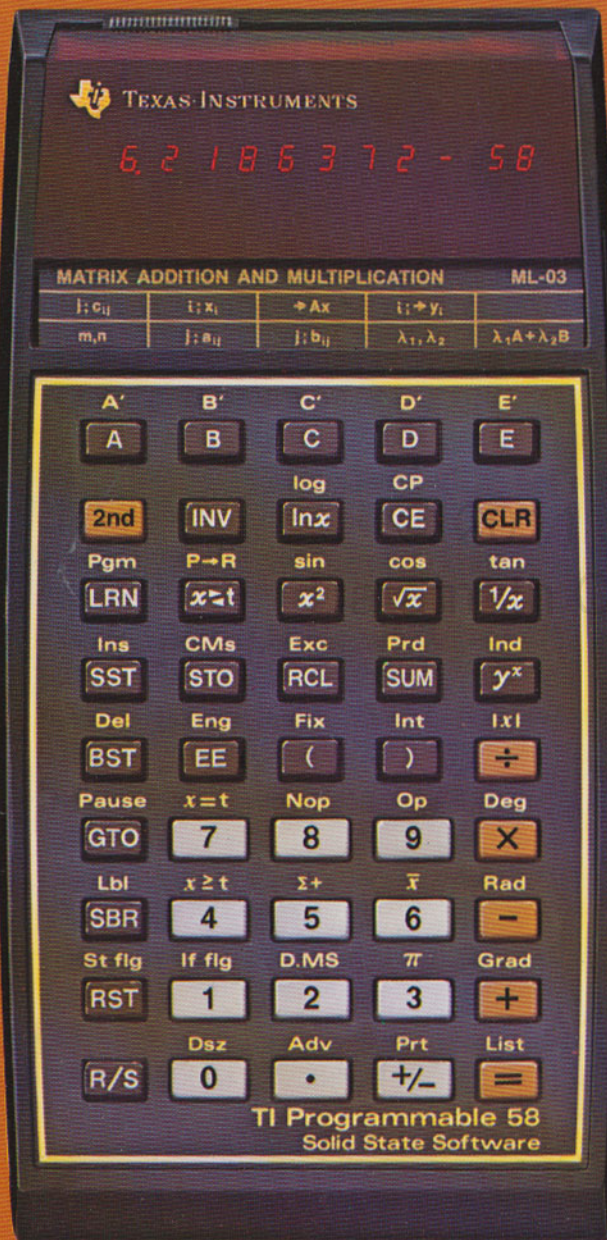 TEXAS INSTRUMENTS
6.2186372-58
MATRIX ADDITION AND MULTIPLICATION ML-03
j; cᵢⱼ i; xᵢ →Ax i; →yᵢ
m,n j; aᵢⱼ j; bᵢⱼ λ₁, λ₂ λ₁A+λ₂B
A′ B′ C′ D′ E′
A B C D E
log CP
2nd INV lnx CE CLR
Pgm P→R sin cos tan
LRN x⇄t x² √x 1/x
Ins CMs Exc Prd Ind
SST STO RCL SUM yˣ
Del Eng Fix Int |x|
BST EE ( ) ÷
Pause x=t Nop Op Deg
GTO 7 8 9 ×
Lbl x≥t Σ+ x̄ Rad
SBR 4 5 6 −
St flg If flg D.MS π Grad
RST 1 2 3 +
Dsz Adv Prt List
R/S 0 . +/− =
TI Programmable 58
Solid State Software